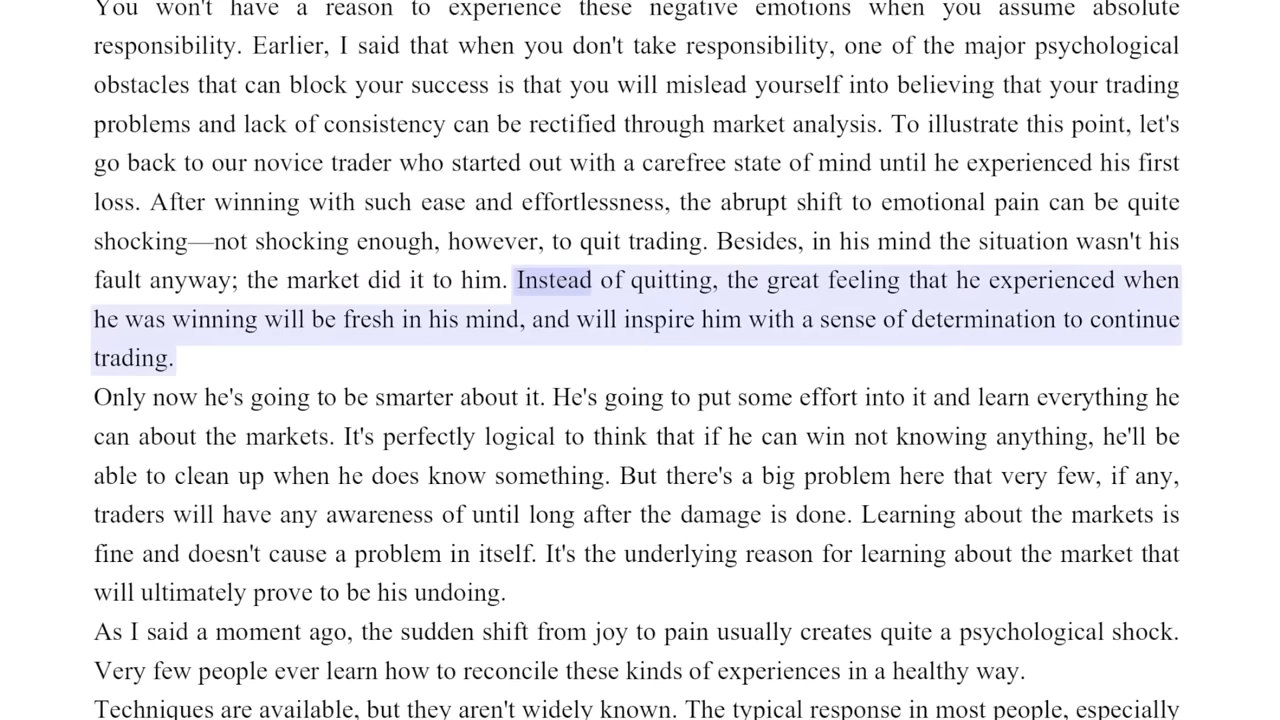 You won't have a reason to experience these negative emotions when you assume absolute
responsibility. Earlier, I said that when you don't take responsibility, one of the major psychological
obstacles that can block your success is that you will mislead yourself into believing that your trading
problems and lack of consistency can be rectified through market analysis. To illustrate this point, let's
go back to our novice trader who started out with a carefree state of mind until he experienced his first
loss. After winning with such ease and effortlessness, the abrupt shift to emotional pain can be quite
shocking—not shocking enough, however, to quit trading. Besides, in his mind the situation wasn't his
fault anyway; the market did it to him. Instead of quitting, the great feeling that he experienced when
he was winning will be fresh in his mind, and will inspire him with a sense of determination to continue
trading.
Only now he's going to be smarter about it. He's going to put some effort into it and learn everything he
can about the markets. It's perfectly logical to think that if he can win not knowing anything, he'll be
able to clean up when he does know something. But there's a big problem here that very few, if any,
traders will have any awareness of until long after the damage is done. Learning about the markets is
fine and doesn't cause a problem in itself. It's the underlying reason for learning about the market that
will ultimately prove to be his undoing.
As I said a moment ago, the sudden shift from joy to pain usually creates quite a psychological shock.
Very few people ever learn how to reconcile these kinds of experiences in a healthy way.
Techniques are available, but they aren't widely known. The typical response in most people, especially